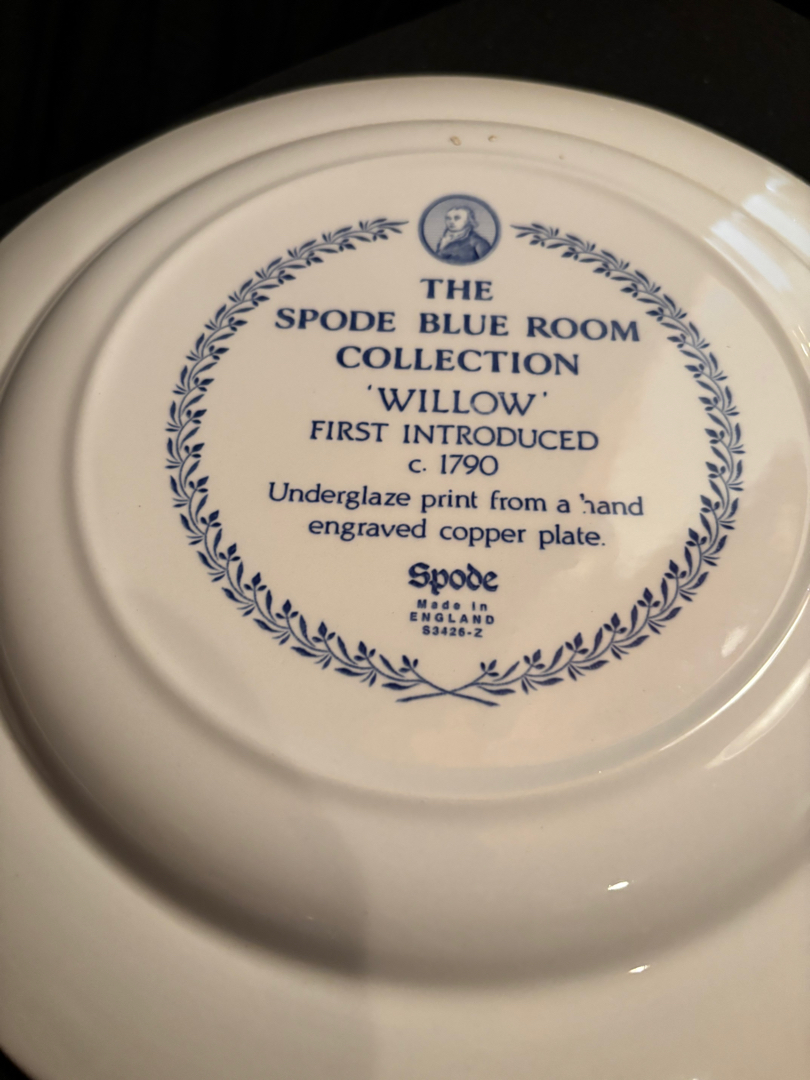 THE
SPODE BLUE ROOM
COLLECTION
'WILLOW'
FIRST INTRODUCED
c. 1790
Underglaze print from a hand
engraved copper plate.
Spode
Made in
ENGLAND
S3426-Z